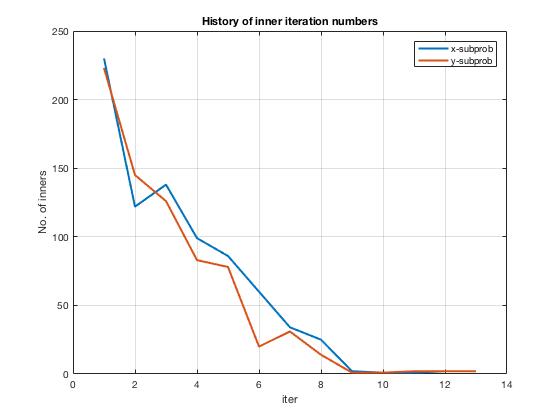 History of inner iteration numbers
x-subprob
y-subprob
250
200
150
100
50
0
No. of inners
0 2 4 6 8 10 12 14
iter